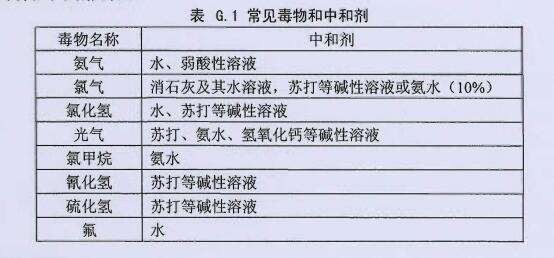 表 G.1 常见毒物和中和剂
毒物名称 中和剂
氨气 水、弱酸性溶液
氯气 消石灰及其水溶液，苏打等碱性溶液或氨水（10%）
氯化氢 水、苏打等碱性溶液
光气 苏打、氨水、氢氧化钙等碱性溶液
氯甲烷 氨水
氰化氢 苏打等碱性溶液
硫化氢 苏打等碱性溶液
氟 水